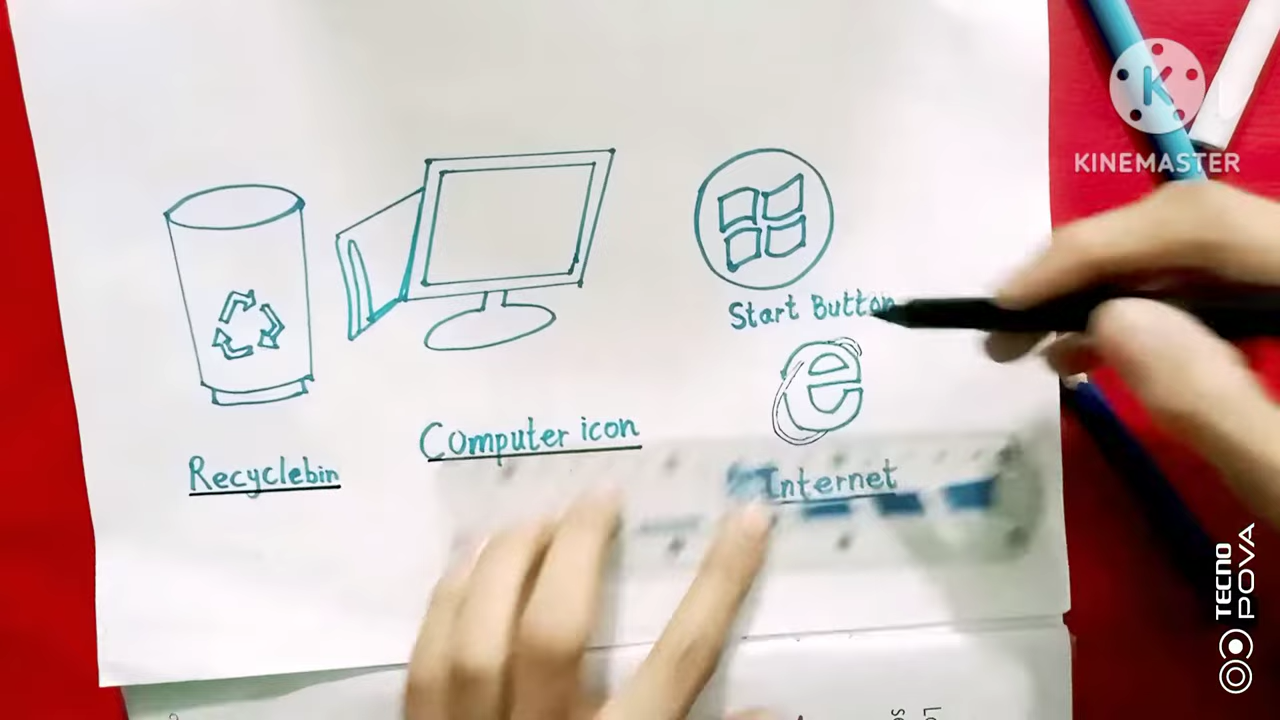 K
KINEMASTER
Start Button
Computer icon
Recyclebin
Internet
TECNO
POVA